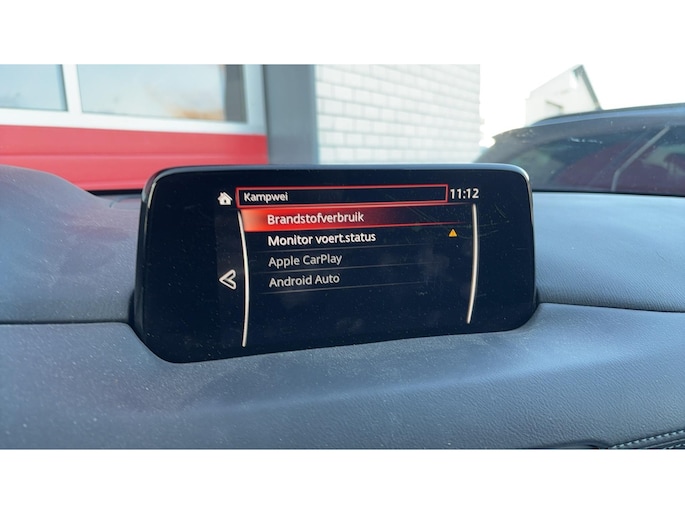 Kampwei 11:12
Brandstofverbruik
Monitor voert.status
Apple CarPlay
Android Auto